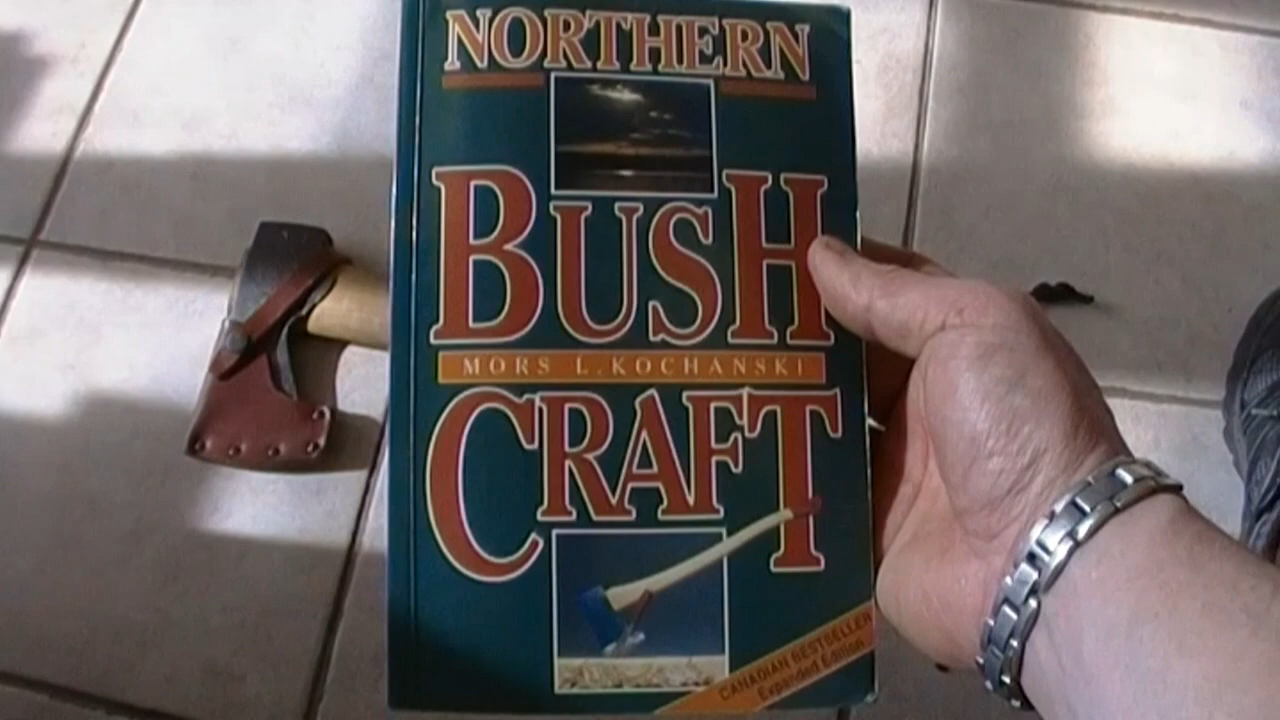 NORTHERN
BUSH
MORS L. KOCHANSKI
CRAFT
CANADIAN BESTSELLER
Expanded Edition